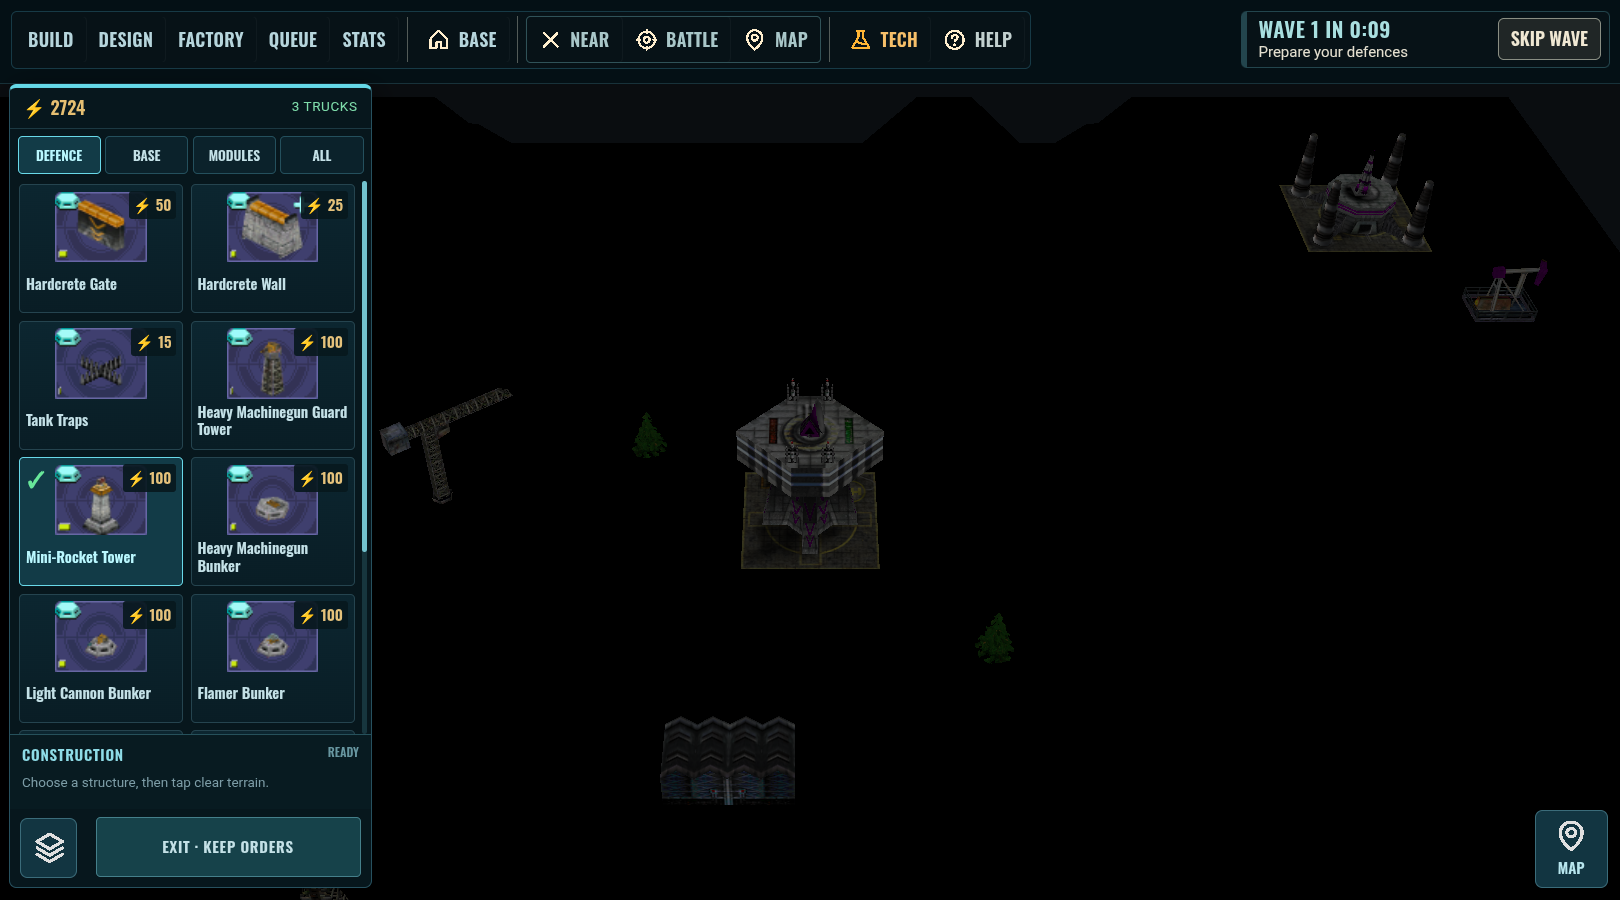 BUILD DESIGN FACTORY QUEUE STATS BASE NEAR BATTLE MAP TECH HELP
WAVE 1 IN 0:09
Prepare your defences
SKIP WAVE
2724
3 TRUCKS
DEFENCE BASE MODULES ALL
50
Hardcrete Gate
25
Hardcrete Wall
15
Tank Traps
100
Heavy Machinegun Guard
Tower
100
Mini-Rocket Tower
100
Heavy Machinegun
Bunker
100
Light Cannon Bunker
100
Flamer Bunker
CONSTRUCTION
READY
Choose a structure, then tap clear terrain.
EXIT · KEEP ORDERS
MAP